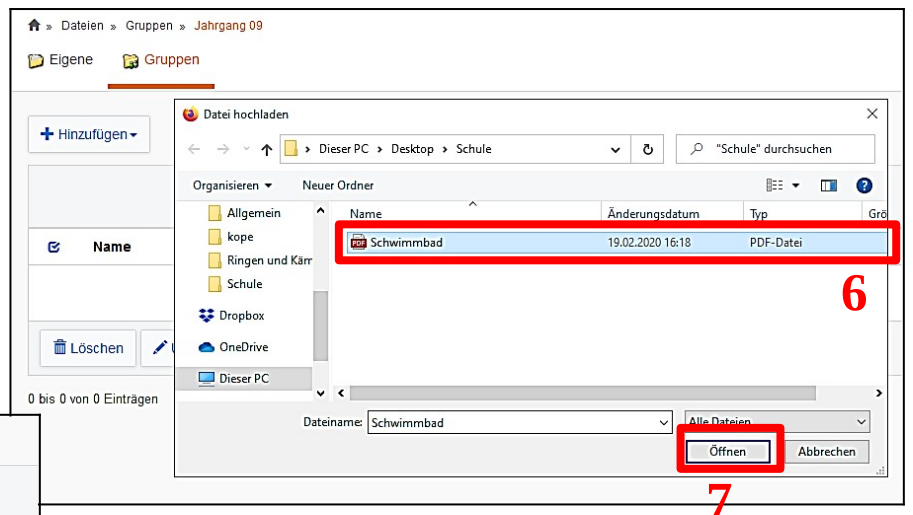 » Dateien » Gruppen » Jahrgang 09
Eigene Gruppen
Datei hochladen
Hinzufügen
Dieser PC › Desktop › Schule
"Schule" durchsuchen
Organisieren Neuer Ordner
Allgemein
Name Änderungsdatum Typ Grö
kope
Schwimmbad 19.02.2020 16:18 PDF-Datei
Name
Ringen und Käm
6
Schule
Dropbox
Löschen
OneDrive
Dieser PC
0 bis 0 von 0 Einträgen
Dateiname: Schwimmbad Alle Dateien
Öffnen Abbrechen
7